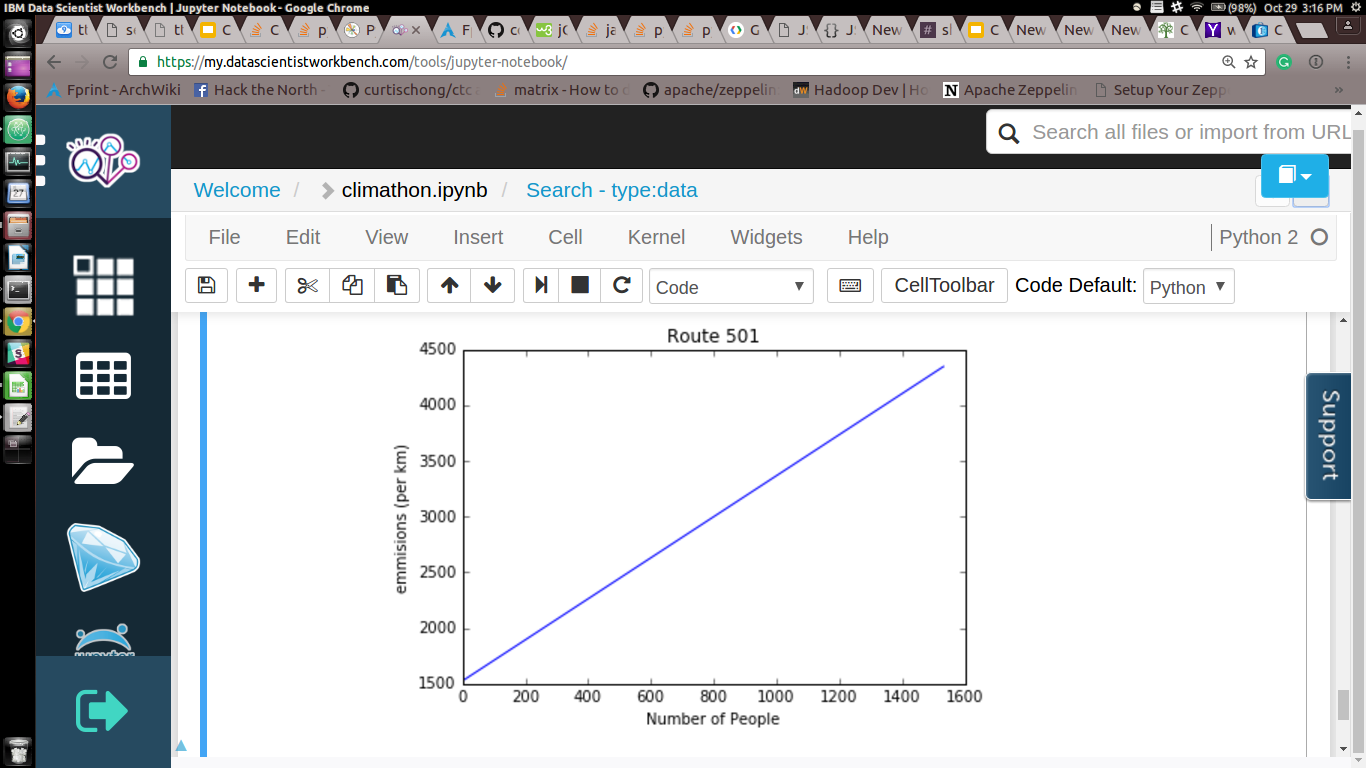 IBM Data Scientist Workbench | Jupyter Notebook - Google Chrome
(98%) Oct 29 3:16 PM
https://my.datascientistworkbench.com/tools/jupyter-notebook/
Fprint - ArchWiki Hack the North - curtischong/ctc a matrix - How to d apache/zeppelin Hadoop Dev | Ho Apache Zeppelin Setup Your Zepp »
Search all files or import from URL
Welcome / climathon.ipynb / Search - type:data
File Edit View Insert Cell Kernel Widgets Help Python 2
Code CellToolbar Code Default: Python
Support
Route 501
4500
4000
3500
3000
2500
2000
1500
emmisions (per km)
0 200 400 600 800 1000 1200 1400 1600
Number of People